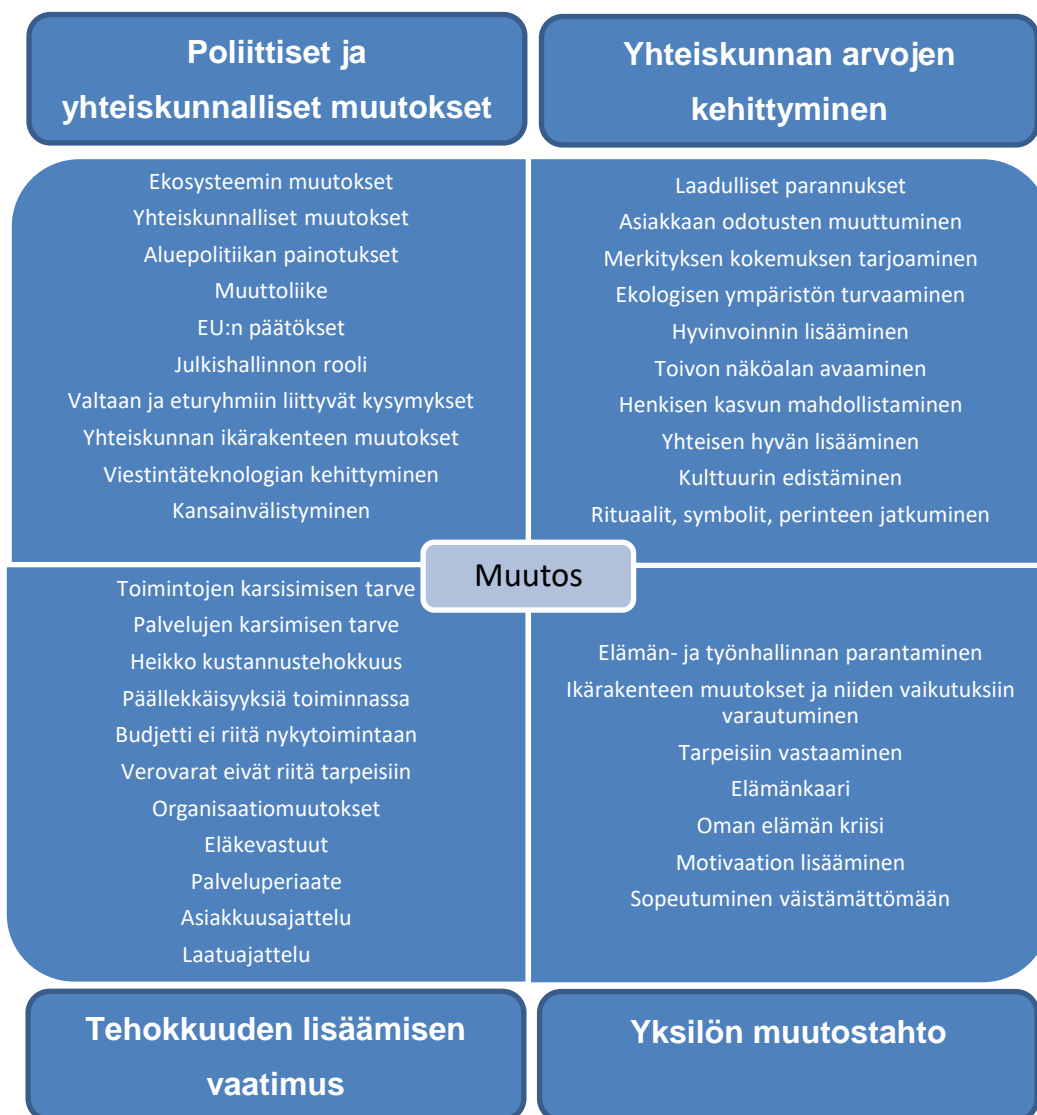 Poliittiset ja
yhteiskunnalliset muutokset
Yhteiskunnan arvojen
kehittyminen
Ekosysteemin muutokset
Yhteiskunnalliset muutokset
Aluepolitiikan painotukset
Muuttoliike
EU:n päätökset
Julkishallinnon rooli
Valtaan ja eturyhmiin liittyvät kysymykset
Yhteiskunnan ikärakenteen muutokset
Viestintäteknologian kehittyminen
Kansainvälistyminen
Laadulliset parannukset
Asiakkaan odotusten muuttuminen
Merkityksen kokemuksen tarjoaminen
Ekologisen ympäristön turvaaminen
Hyvinvoinnin lisääminen
Toivon näköalan avaaminen
Henkisen kasvun mahdollistaminen
Yhteisen hyvän lisääminen
Kulttuurin edistäminen
Rituaalit, symbolit, perinteen jatkuminen
Muutos
Toimintojen karsisimisen tarve
Palvelujen karsimisen tarve
Heikko kustannustehokkuus
Päällekkäisyyksiä toiminnassa
Budjetti ei riitä nykytoimintaan
Verovarat eivät riitä tarpeisiin
Organisaatiomuutokset
Eläkevastuut
Palveluperiaate
Asiakkuusajattelu
Laatuajattelu
Elämän- ja työnhallinnan parantaminen
Ikärakenteen muutokset ja niiden vaikutuksiin
varautuminen
Tarpeisiin vastaaminen
Elämänkaari
Oman elämän kriisi
Motivaation lisääminen
Sopeutuminen väistämättömään
Tehokkuuden lisäämisen
vaatimus
Yksilön muutostahto